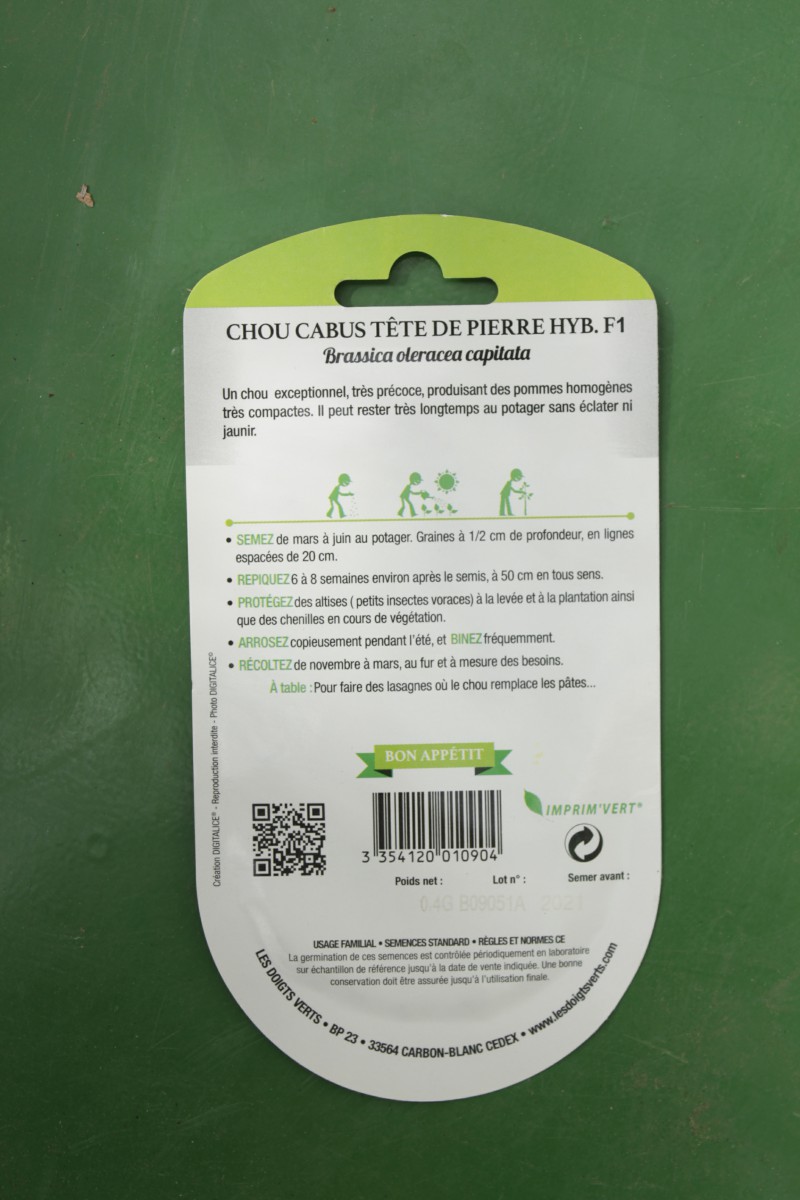 CHOU CABUS TÊTE DE PIERRE HYB. F1
Brassica oleracea capitata
Un chou exceptionnel, très précoce, produisant des pommes homogènes
très compactes. Il peut rester très longtemps au potager sans éclater ni
jaunir.
• SEMEZ de mars à juin au potager. Graines à 1/2 cm de profondeur, en lignes
espacées de 20 cm.
• REPIQUEZ 6 à 8 semaines environ après le semis, à 50 cm en tous sens.
• PROTÉGEZ des altises ( petits insectes voraces) à la levée et à la plantation ainsi
que des chenilles en cours de végétation.
• ARROSEZ copieusement pendant l'été, et BINEZ fréquemment.
• RÉCOLTEZ de novembre à mars, au fur et à mesure des besoins.
À table : Pour faire des lasagnes où le chou remplace les pâtes...
Création DIGITALICE® - Reproduction interdite - Photo DIGITALICE®
BON APPÉTIT
IMPRIM'VERT®
3 354120 010904
Poids net : Lot n° : Semer avant :
0.4G B09051A 2021
USAGE FAMILIAL • SEMENCES STANDARD • RÈGLES ET NORMES CE
La germination de ces semences est contrôlée périodiquement en laboratoire
sur échantillon de référence jusqu'à la date de vente indiquée. Une bonne
conservation doit être assurée jusqu'à l'utilisation finale.
LES DOIGTS VERTS • BP 23 • 33564 CARBON-BLANC CEDEX • www.lesdoigtsverts.com